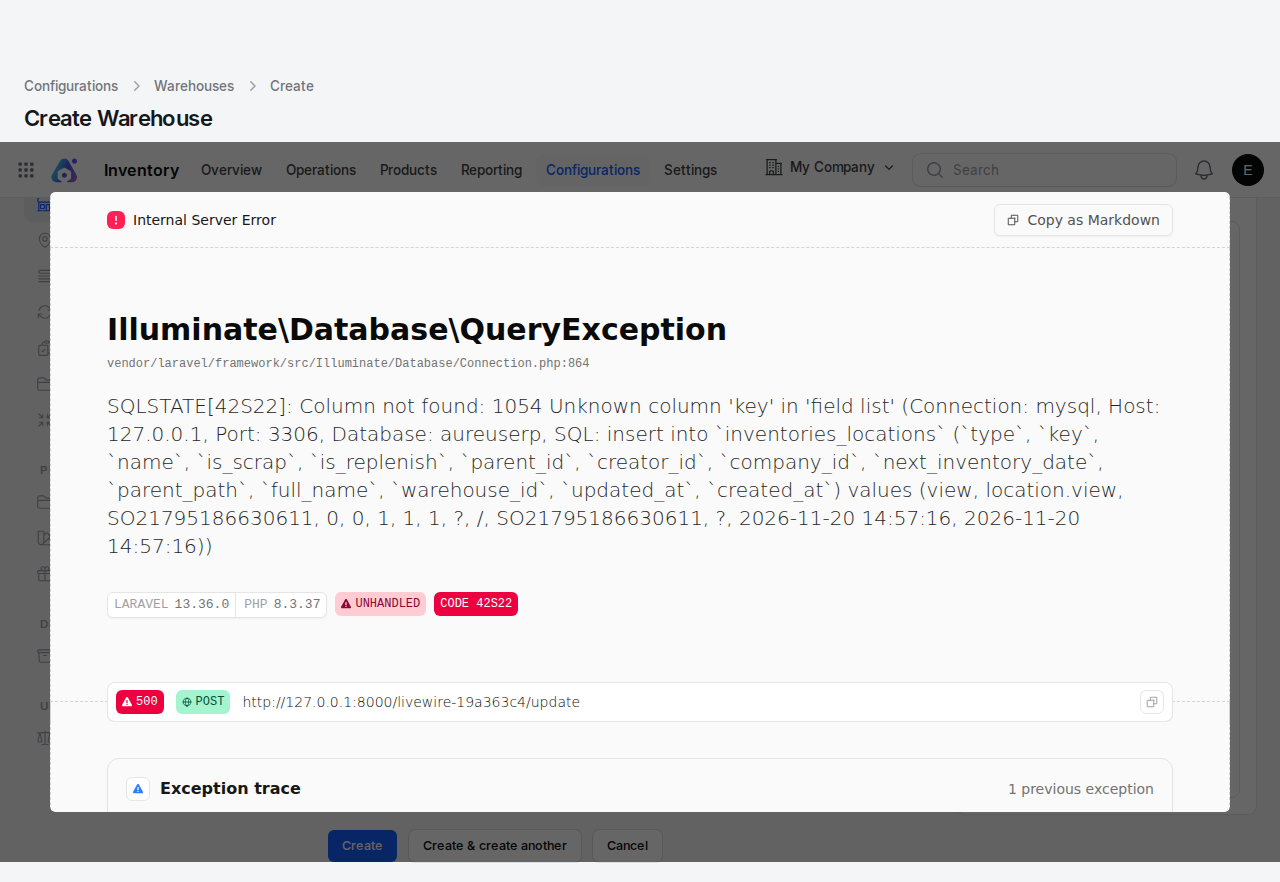 Configurations > Warehouses > Create
Create Warehouse
Inventory Overview Operations Products Reporting Configurations Settings My Company Search E
! Internal Server Error Copy as Markdown
Illuminate\Database\QueryException
vendor/laravel/framework/src/Illuminate/Database/Connection.php:864
SQLSTATE[42S22]: Column not found: 1054 Unknown column 'key' in 'field list' (Connection: mysql, Host:
127.0.0.1, Port: 3306, Database: aureuserp, SQL: insert into `inventories_locations` (`type`, `key`,
`name`, `is_scrap`, `is_replenish`, `parent_id`, `creator_id`, `company_id`, `next_inventory_date`,
`parent_path`, `full_name`, `warehouse_id`, `updated_at`, `created_at`) values (view, location.view,
SO21795186630611, 0, 0, 1, 1, 1, ?, /, SO21795186630611, ?, 2026-11-20 14:57:16, 2026-11-20
14:57:16))
LARAVEL 13.36.0 PHP 8.3.37 UNHANDLED CODE 42S22
500 POST http://127.0.0.1:8000/livewire-19a363c4/update
Exception trace 1 previous exception
P
D
U
Create Create & create another Cancel